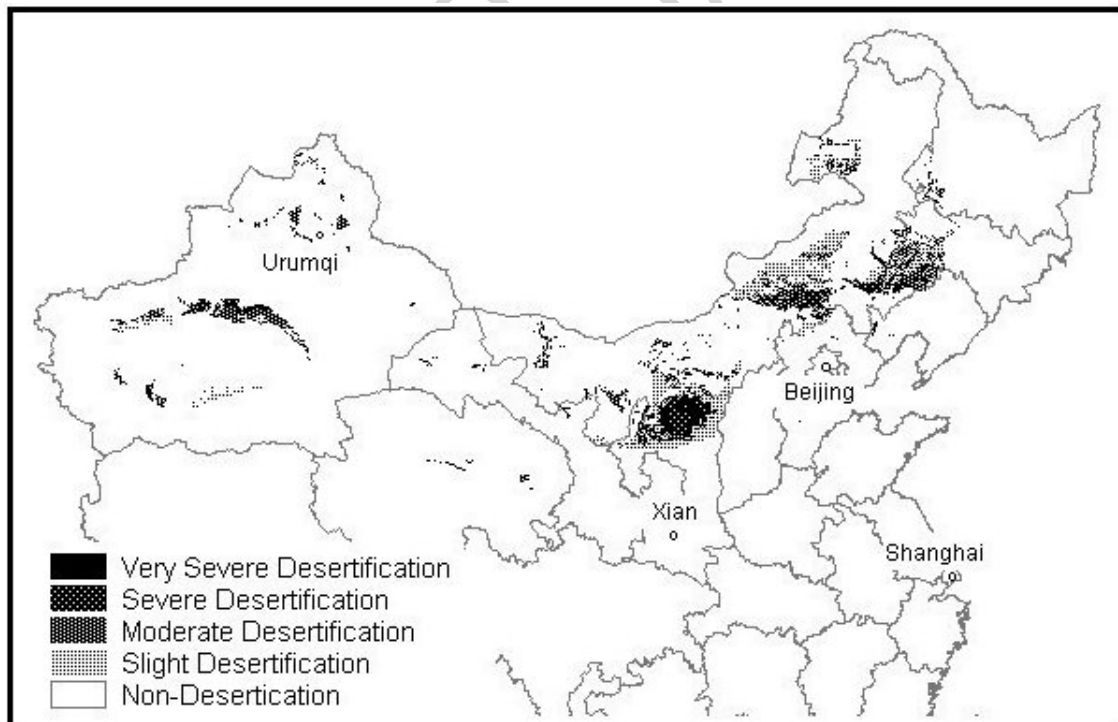 Urumqi
Beijing
Xian
Shanghai
Very Severe Desertification
Severe Desertification
Moderate Desertification
Slight Desertification
Non-Desertication